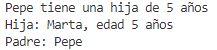 Pepe tiene una hija de 5 años
Hija: Marta, edad 5 años
Padre: Pepe